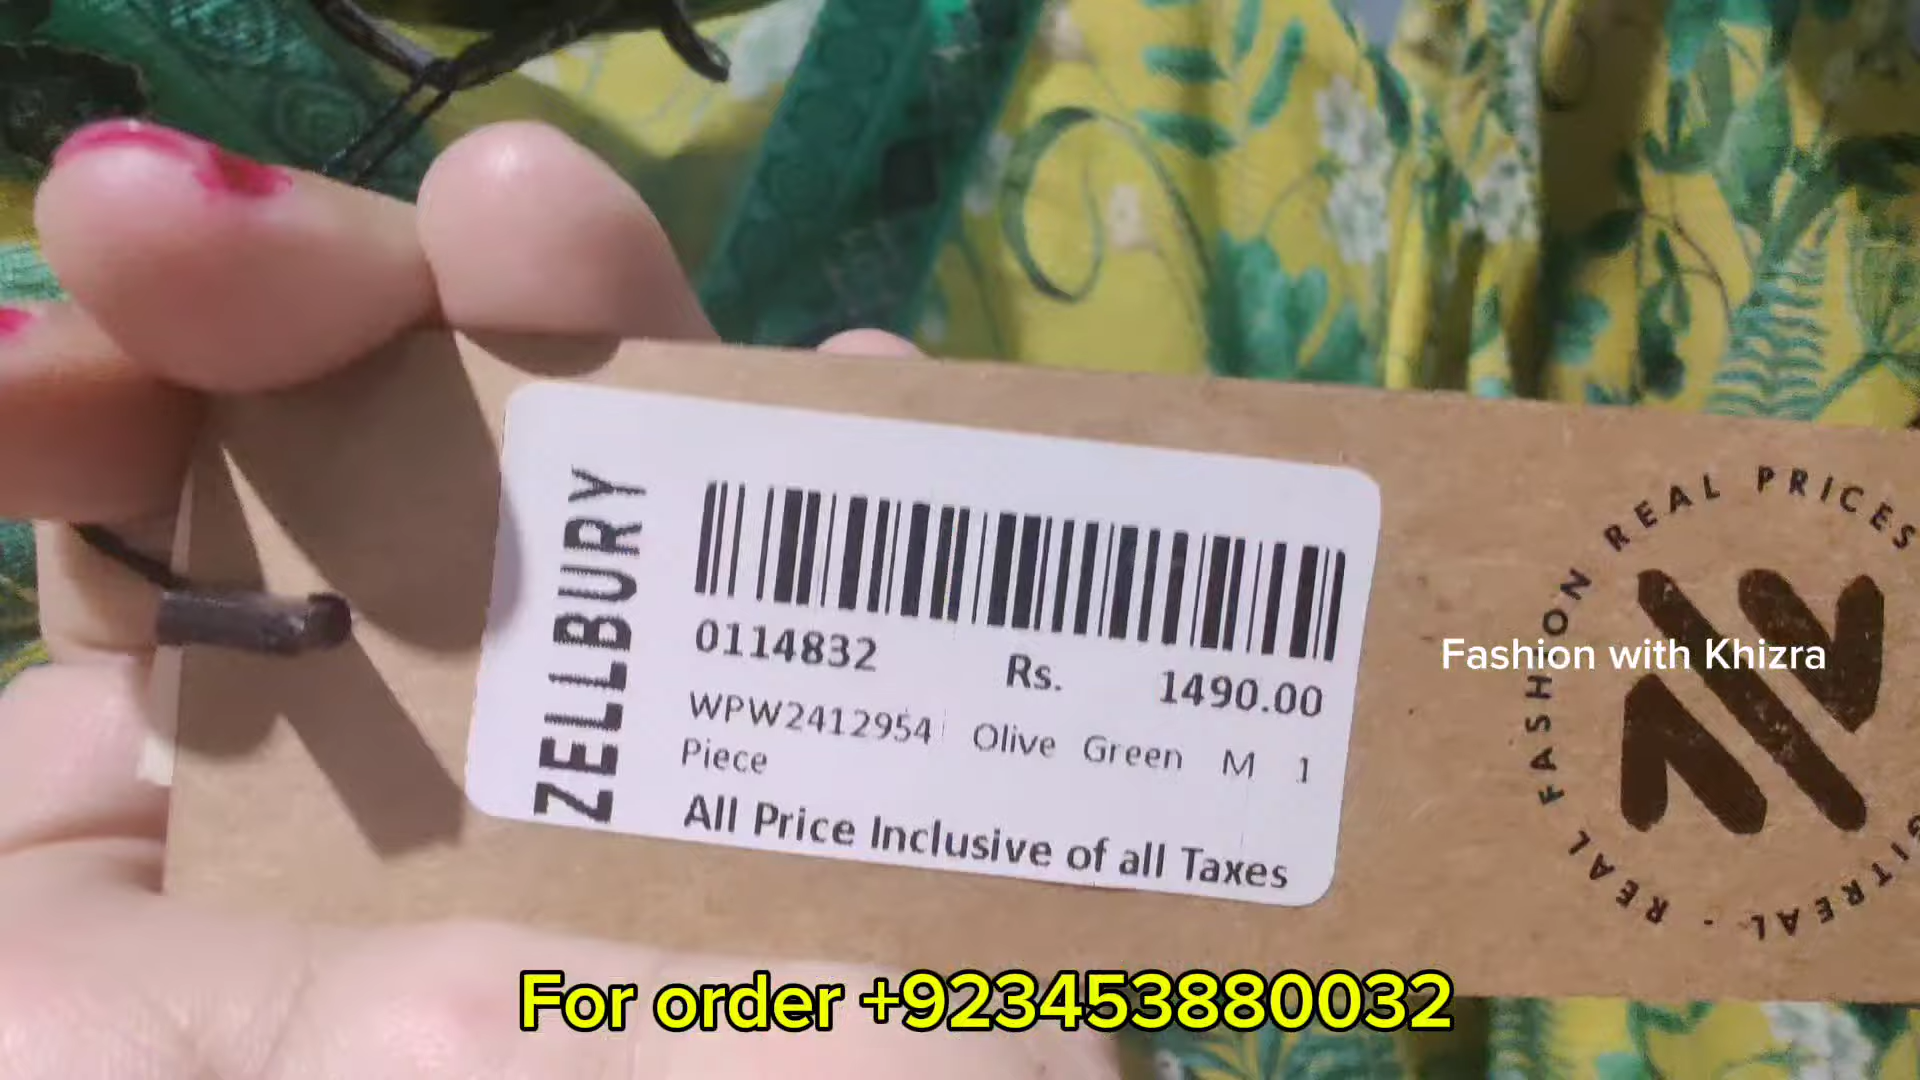 ZELLBURY
0114832 Rs. 1490.00
WPW2412954 Olive Green M 1
Piece
All Price Inclusive of all Taxes
FASHION REAL PRICES
REAL
Fashion with Khizra
For order +923453880032